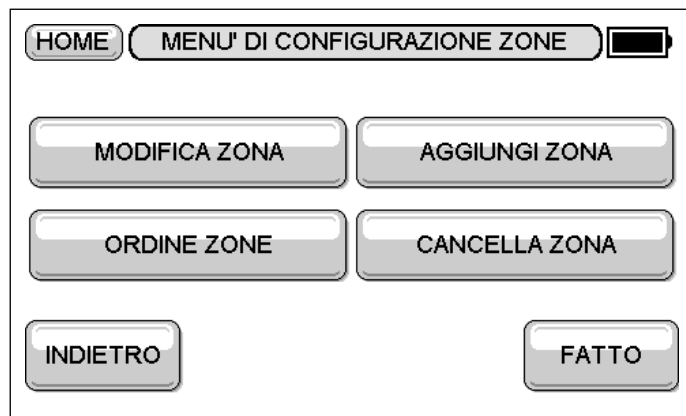 HOME MENU' DI CONFIGURAZIONE ZONE
MODIFICA ZONA AGGIUNGI ZONA
ORDINE ZONE CANCELLA ZONA
INDIETRO FATTO